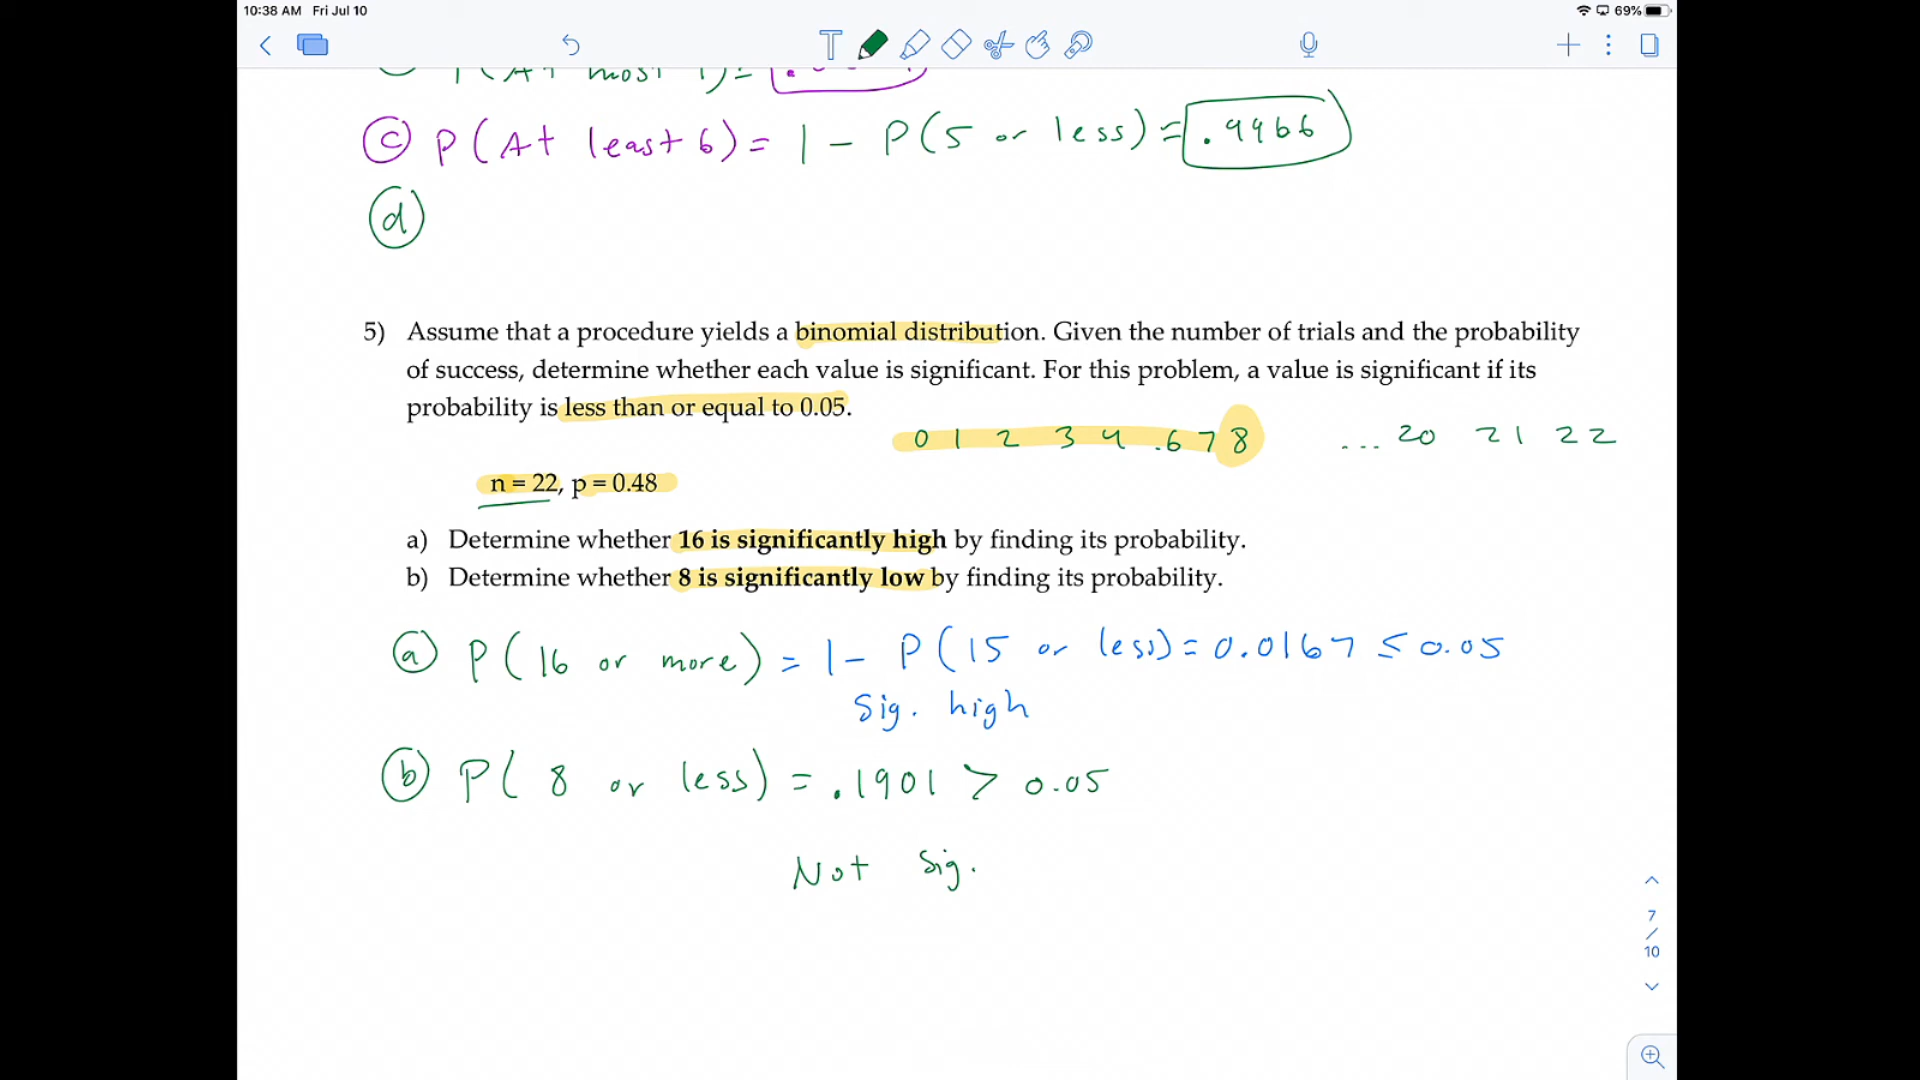 10:38 AM Fri Jul 10 69%
T
P(At most 1) =
(c) P(At least 6) = 1 - P(5 or less) = .9966
(d)
5) Assume that a procedure yields a binomial distribution. Given the number of trials and the probability
of success, determine whether each value is significant. For this problem, a value is significant if its
probability is less than or equal to 0.05.
0 1 2 3 4 .6 7 8 ... 20 21 22
n = 22, p = 0.48
a) Determine whether 16 is significantly high by finding its probability.
b) Determine whether 8 is significantly low by finding its probability.
(a) P(16 or more) = 1 - P(15 or less) = 0.0167 ≤ 0.05
Sig. high
(b) P(8 or less) = .1901 > 0.05
Not Sig.
7
/
10